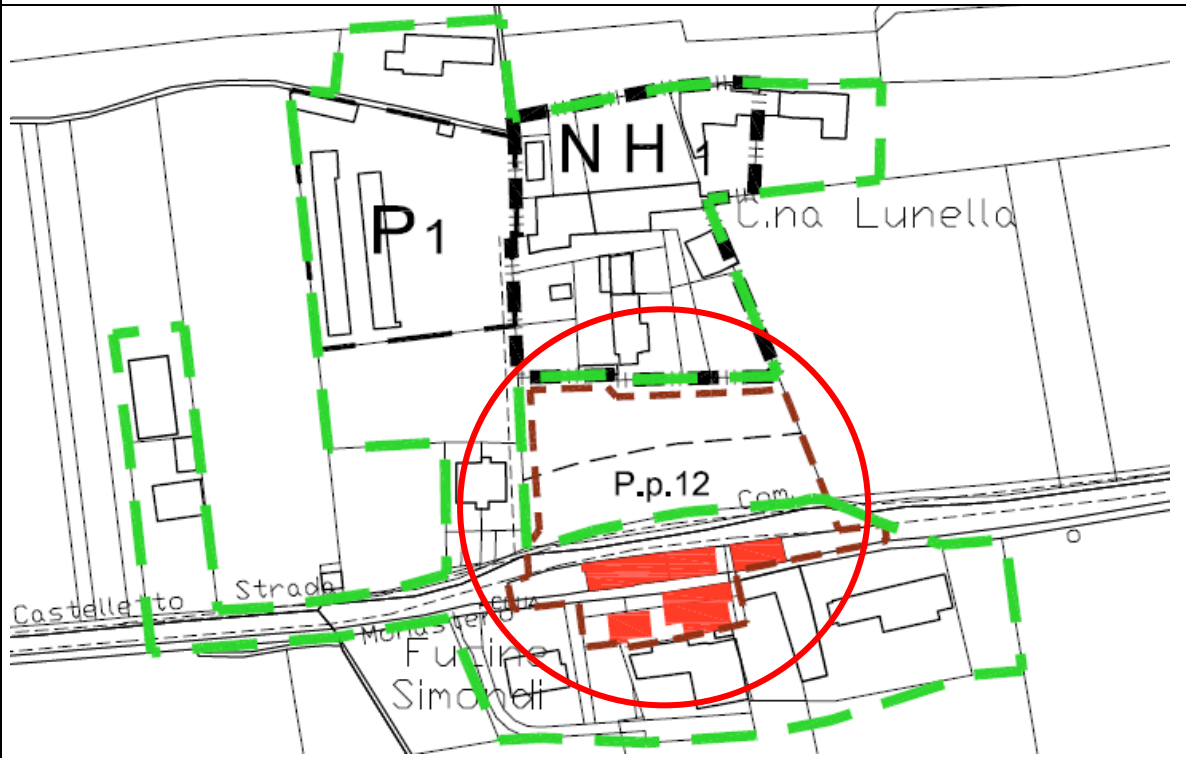 N H 1
P 1
C.na Lunella
P.p.12
Com.
Strada
Castelletto
Monastero
Fucine
Simondi